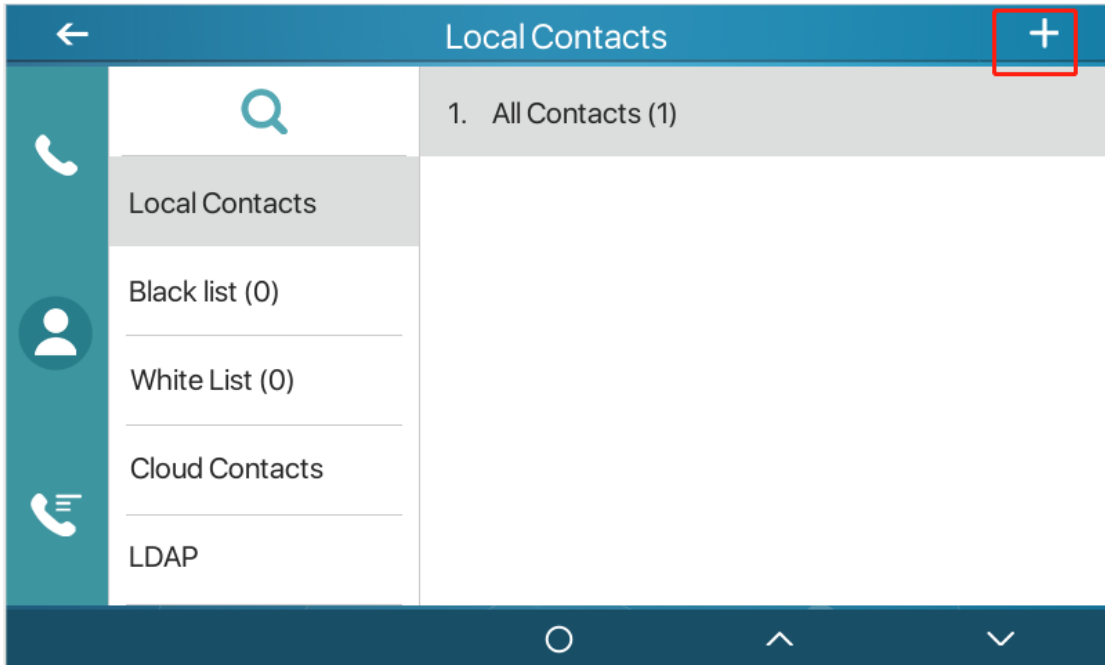 Local Contacts
1. All Contacts (1)
Local Contacts
Black list (0)
White List (0)
Cloud Contacts
LDAP